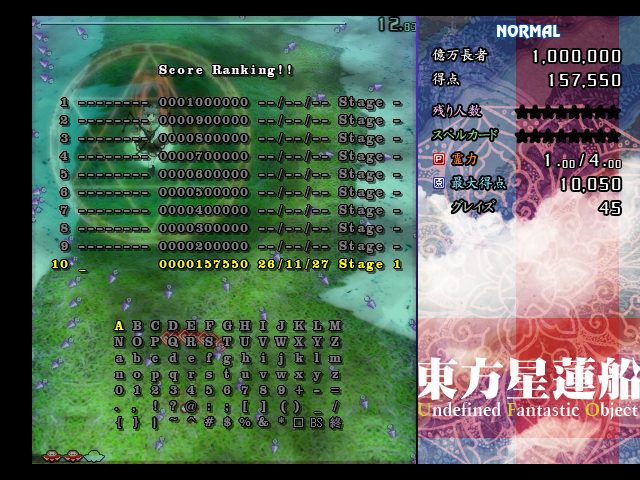 12.83
Score Ranking!!
1 -------- 0001000000 --/--/-- Stage -
2 -------- 0000900000 --/--/-- Stage -
3 -------- 0000800000 --/--/-- Stage -
4 -------- 0000700000 --/--/-- Stage -
5 -------- 0000600000 --/--/-- Stage -
6 -------- 0000500000 --/--/-- Stage -
7 -------- 0000400000 --/--/-- Stage -
8 -------- 0000300000 --/--/-- Stage -
9 -------- 0000200000 --/--/-- Stage -
10 _ 0000157550 26/11/27 Stage 1
A B C D E F G H I J K L M
N O P Q R S T U V W X Y Z
a b c d e f g h i j k l m
n o p q r s t u v w x y z
0 1 2 3 4 5 6 7 8 9 + - =
. , ! ? @ : ; [ ] ( ) _ /
{ } | ~ ^ # $ % & * □ BS 終
NORMAL
億万長者 1,000,000
得点 157,550
残り人数
スペルカード
P 霊力 1.00/4.00
点 最大得点 10,050
グレイズ 45
東方星蓮船
Undefined Fantastic Object